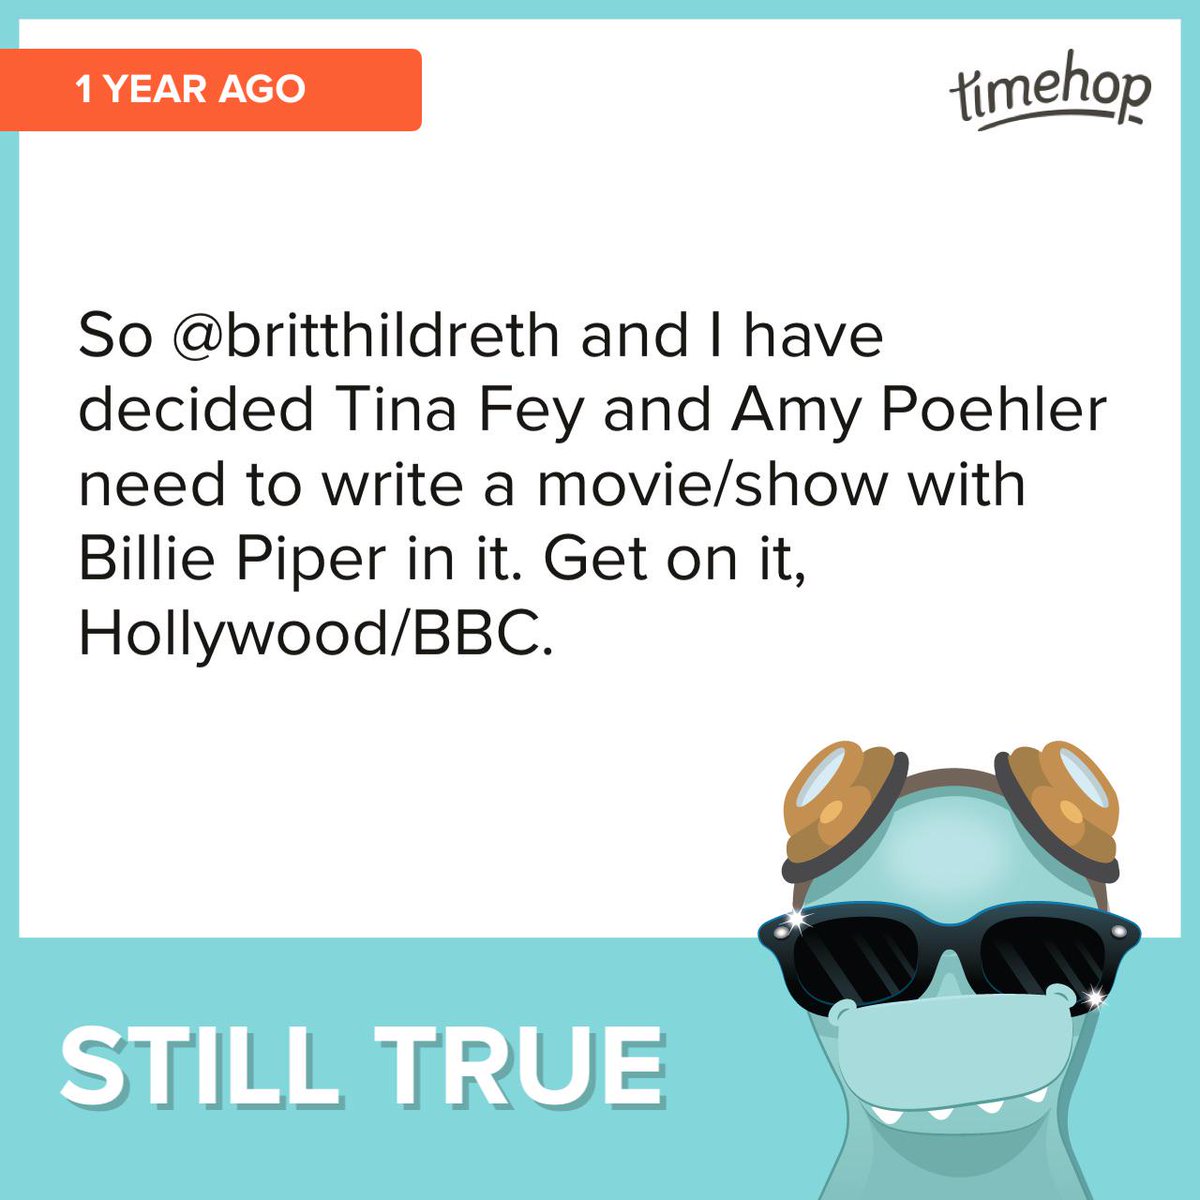 1 YEAR AGO
timehop
So @britthildreth and I have
decided Tina Fey and Amy Poehler
need to write a movie/show with
Billie Piper in it. Get on it,
Hollywood/BBC.
STILL TRUE